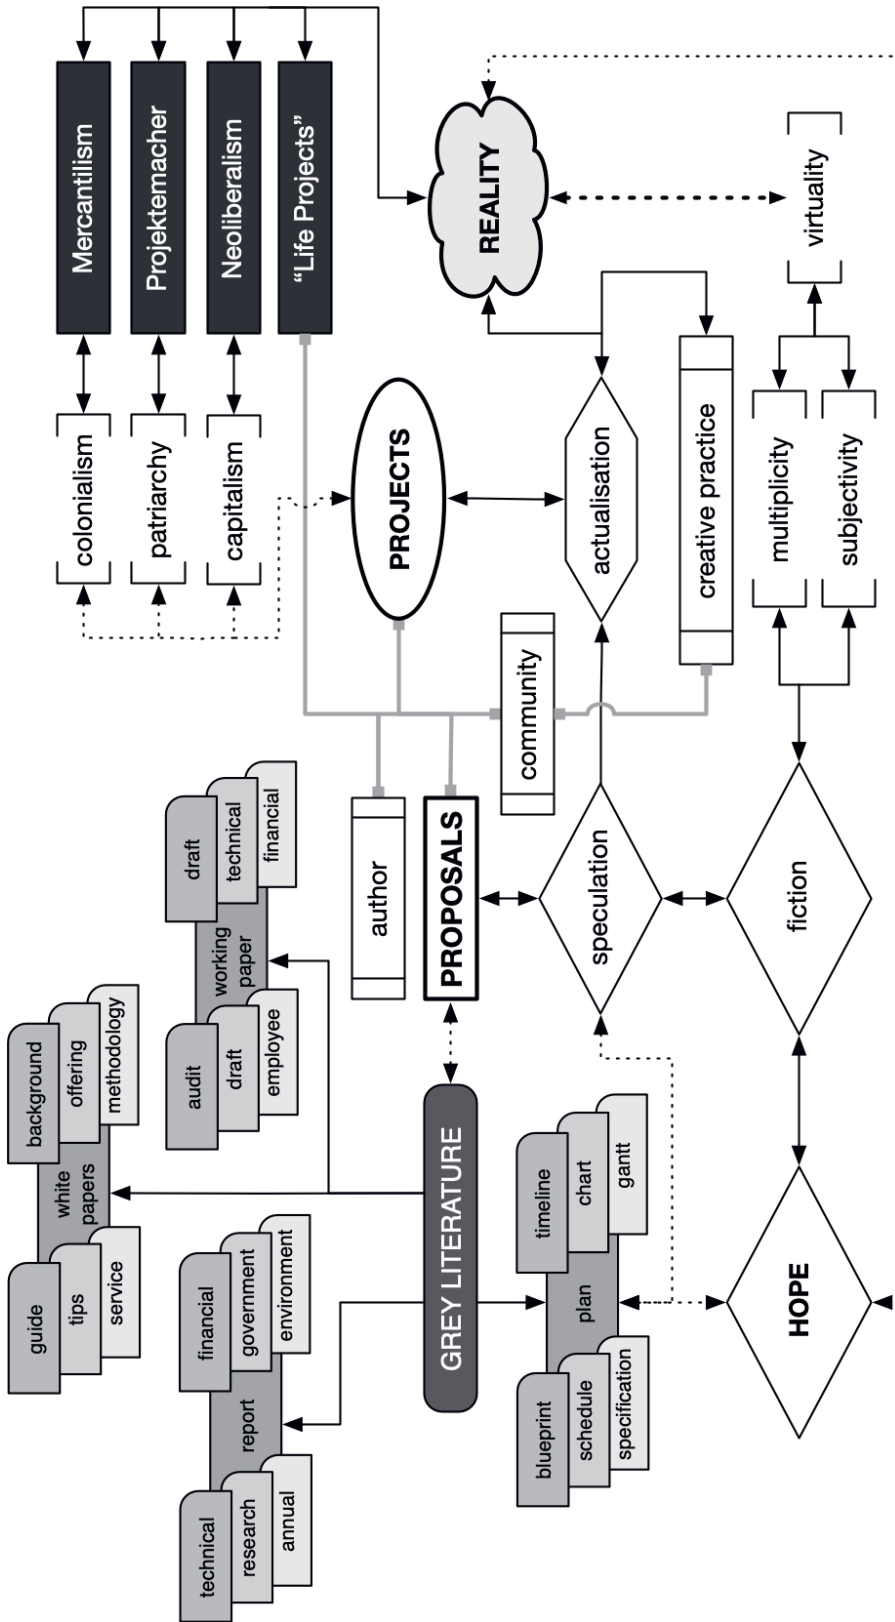 guide
tips
service
white
papers
background
offering
methodology
technical
research
annual
report
financial
government
environment
audit
draft
employee
working
paper
draft
technical
financial
colonialism
Mercantilism
patriarchy
Projektemacher
capitalism
Neoliberalism
"Life Projects"
author
PROJECTS
GREY LITERATURE
PROPOSALS
REALITY
blueprint
schedule
specification
plan
timeline
chart
gantt
community
speculation
actualisation
creative practice
HOPE
fiction
multiplicity
subjectivity
virtuality